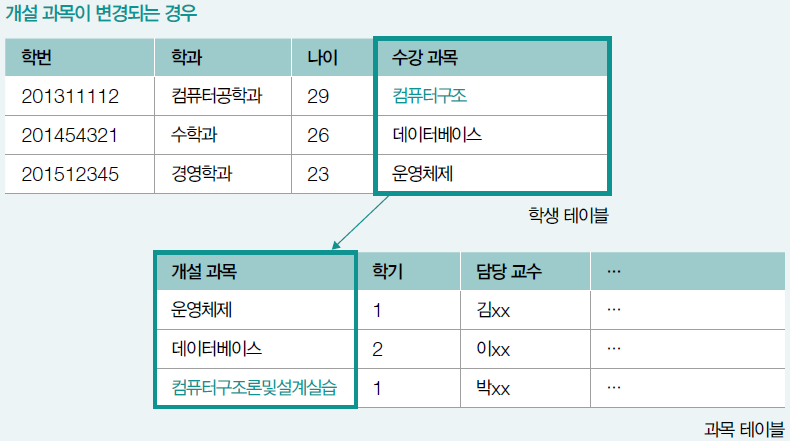 개설 과목이 변경되는 경우
학번 학과 나이 수강 과목
201311112 컴퓨터공학과 29 컴퓨터구조
201454321 수학과 26 데이터베이스
201512345 경영학과 23 운영체제
학생 테이블
개설 과목 학기 담당 교수 …
운영체제 1 김xx …
데이터베이스 2 이xx …
컴퓨터구조론및설계실습 1 박xx …
과목 테이블